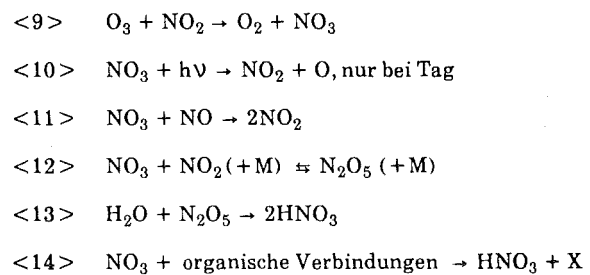 <9> O₃ + NO₂ → O₂ + NO₃
<10> NO₃ + hν → NO₂ + O, nur bei Tag
<11> NO₃ + NO → 2NO₂
<12> NO₃ + NO₂ (+M) ⇆ N₂O₅ (+M)
<13> H₂O + N₂O₅ → 2HNO₃
<14> NO₃ + organische Verbindungen → HNO₃ + X